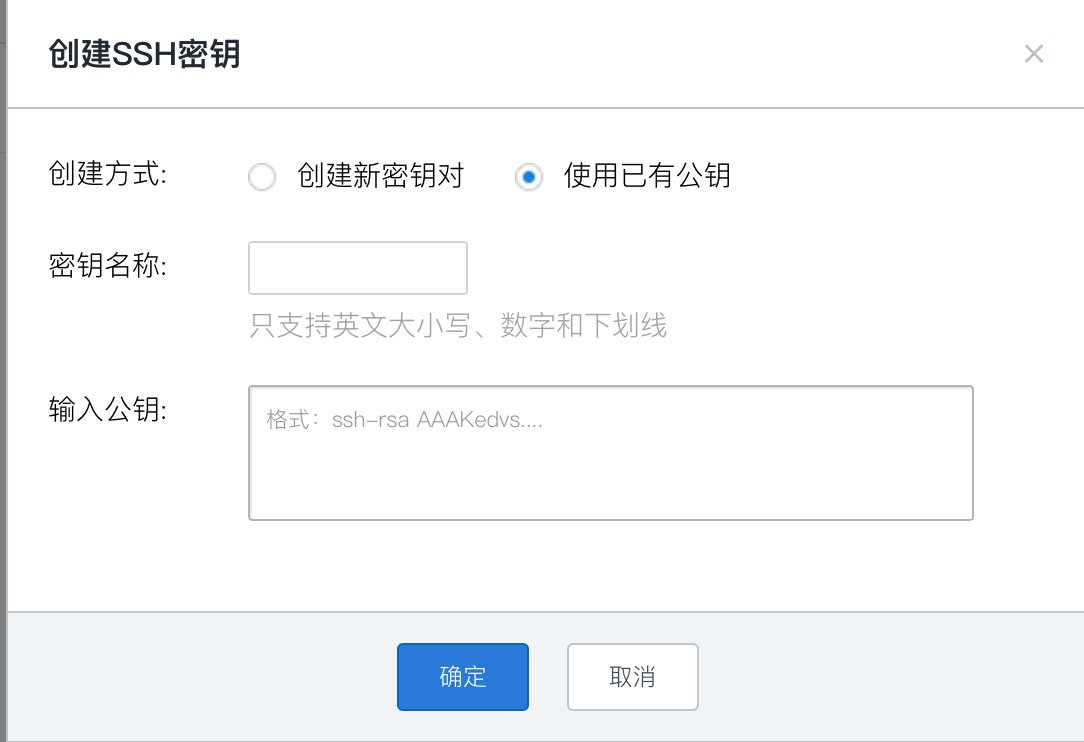 创建SSH密钥
创建方式: 创建新密钥对 使用已有公钥
密钥名称:
只支持英文大小写、数字和下划线
输入公钥: 格式：ssh-rsa AAAKedvs....
确定 取消